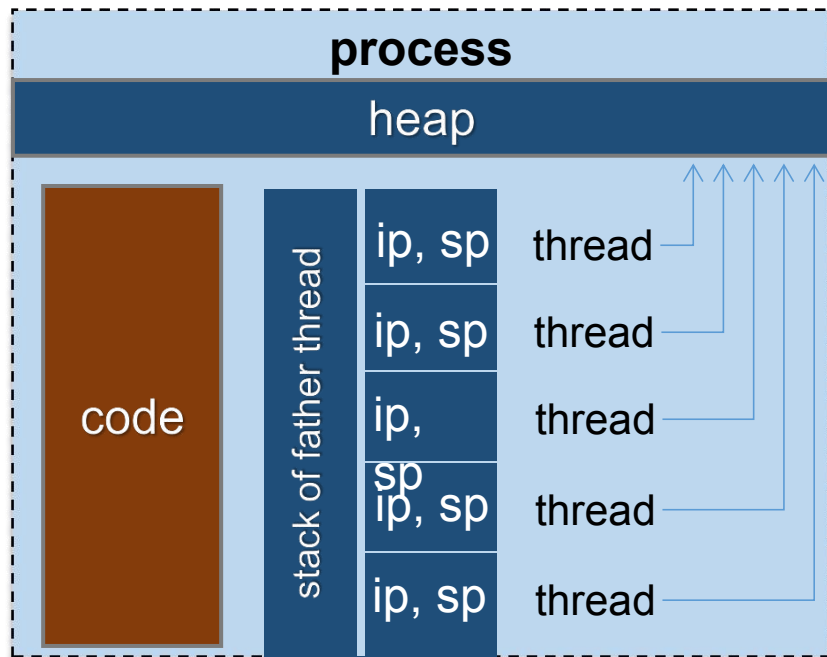 process
heap
code
stack of father thread
ip, sp
thread
ip, sp
thread
ip,
sp
thread
ip, sp
thread
ip, sp
thread